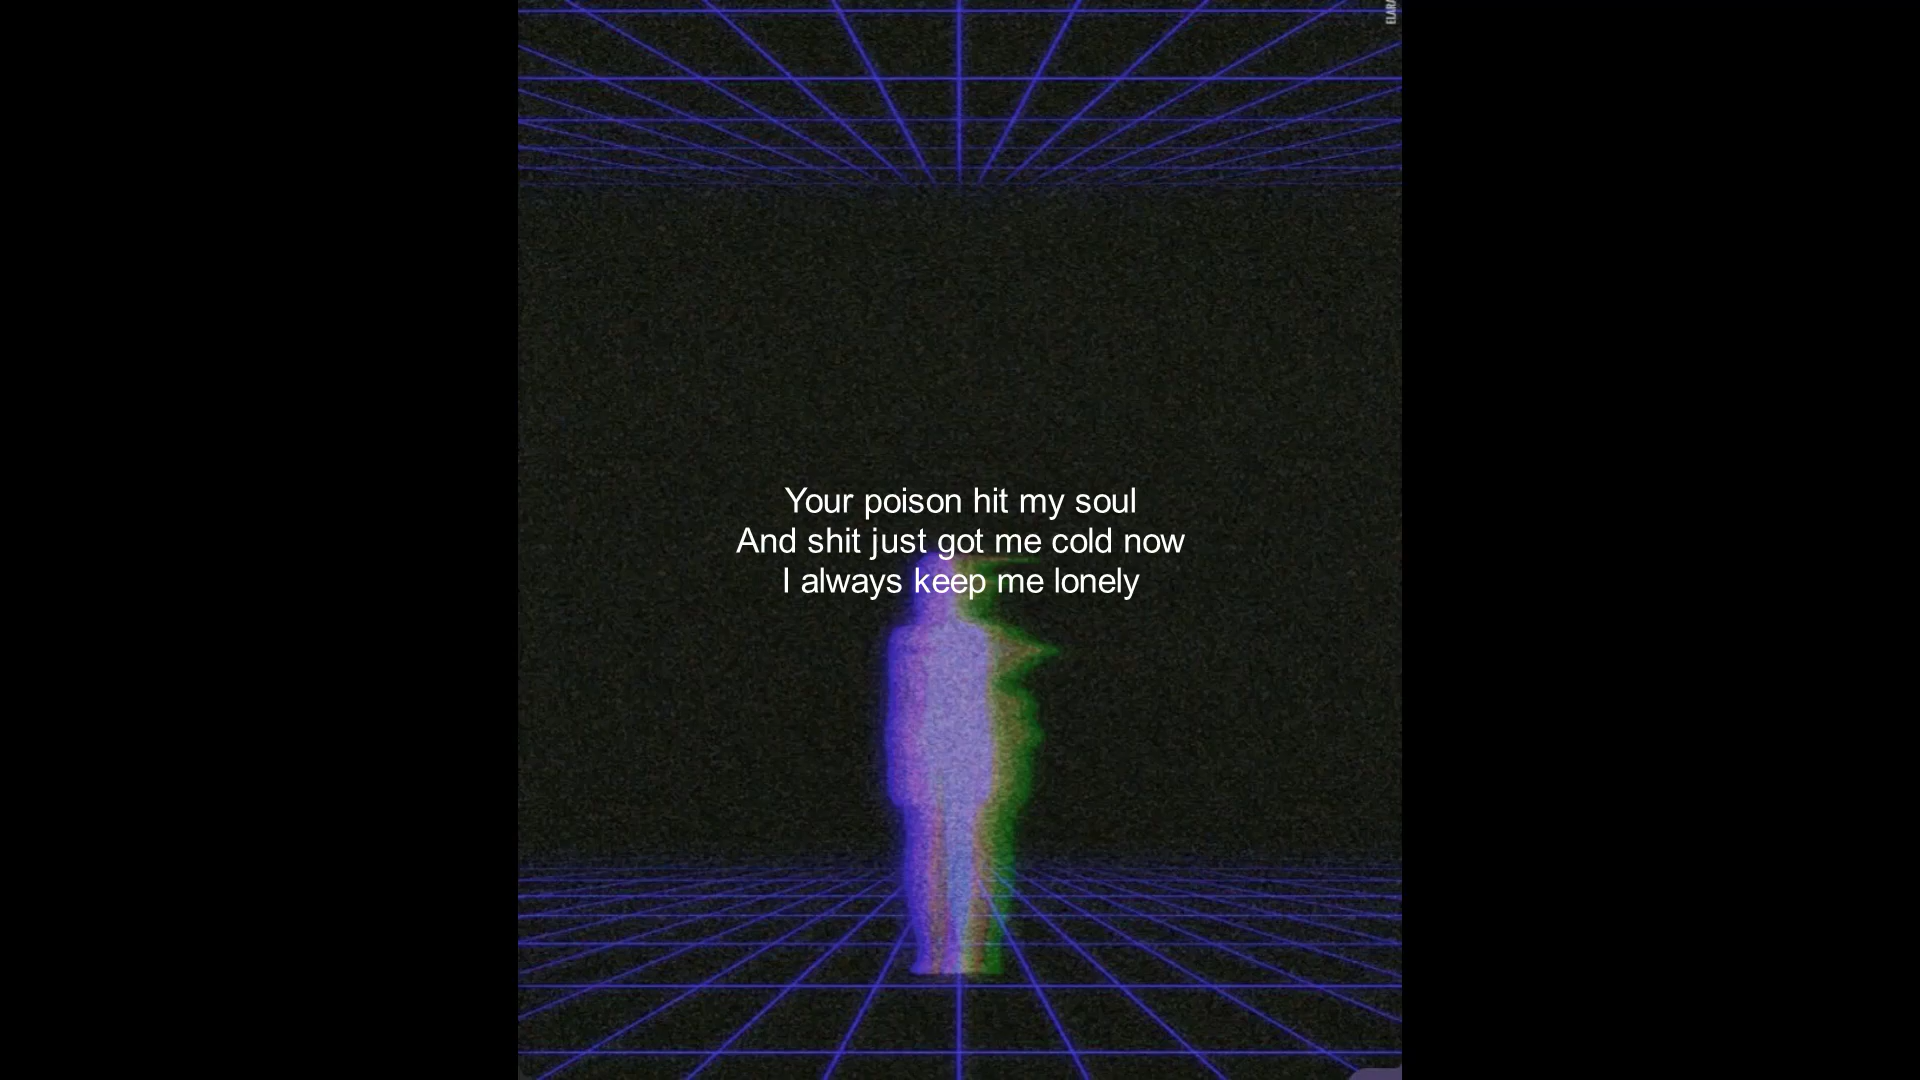 Your poison hit my soul
And shit just got me cold now
I always keep me lonely